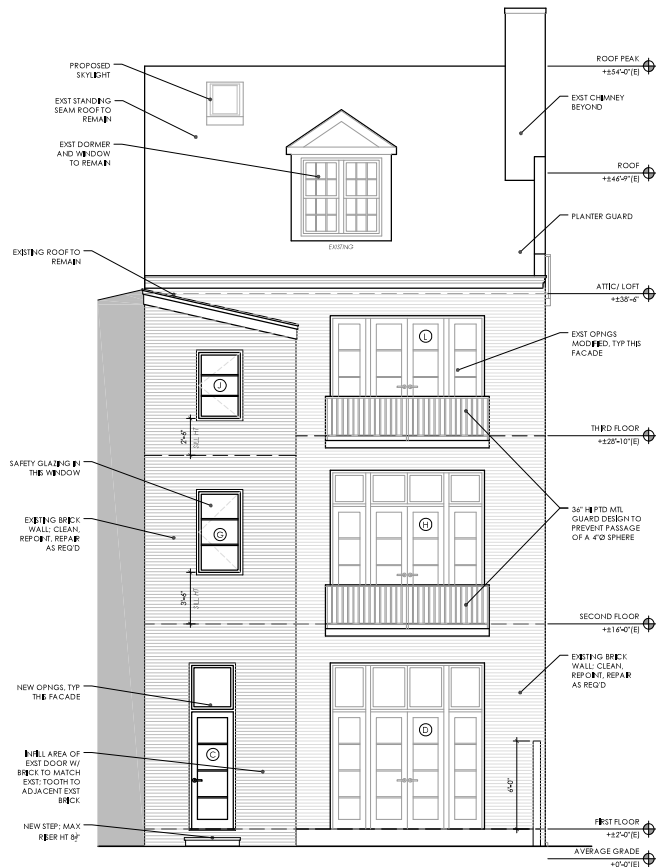 PROPOSED
SKYLIGHT
EXST STANDING
SEAM ROOF TO
REMAIN
EXST DORMER
AND WINDOW
TO REMAIN
EXISTING
EXISTING ROOF TO
REMAIN
J
2'-6"
SILL HT
SAFETY GLAZING IN
THIS WINDOW
G
EXISTING BRICK
WALL; CLEAN,
REPOINT, REPAIR
AS REQ'D
3'-6"
SILL HT
NEW OPNGS, TYP
THIS FACADE
C
INFILL AREA OF
EXST DOOR W/
BRICK TO MATCH
EXST; TOOTH TO
ADJACENT EXST
BRICK
NEW STEP; MAX
RISER HT 8½"
L
H
D
6'-0"
ROOF PEAK
+±54'-0"(E)
EXST CHIMNEY
BEYOND
ROOF
+±46'-9"(E)
PLANTER GUARD
ATTIC/ LOFT
+±38'-6"
EXST OPNGS
MODIFIED, TYP THIS
FACADE
THIRD FLOOR
+±28'-10"(E)
36" HI PTD MTL
GUARD DESIGN TO
PREVENT PASSAGE
OF A 4"Ø SPHERE
SECOND FLOOR
+±16'-0"(E)
EXISTING BRICK
WALL; CLEAN,
REPOINT, REPAIR
AS REQ'D
FIRST FLOOR
+±2'-0"(E)
AVERAGE GRADE
+0'-0"(E)